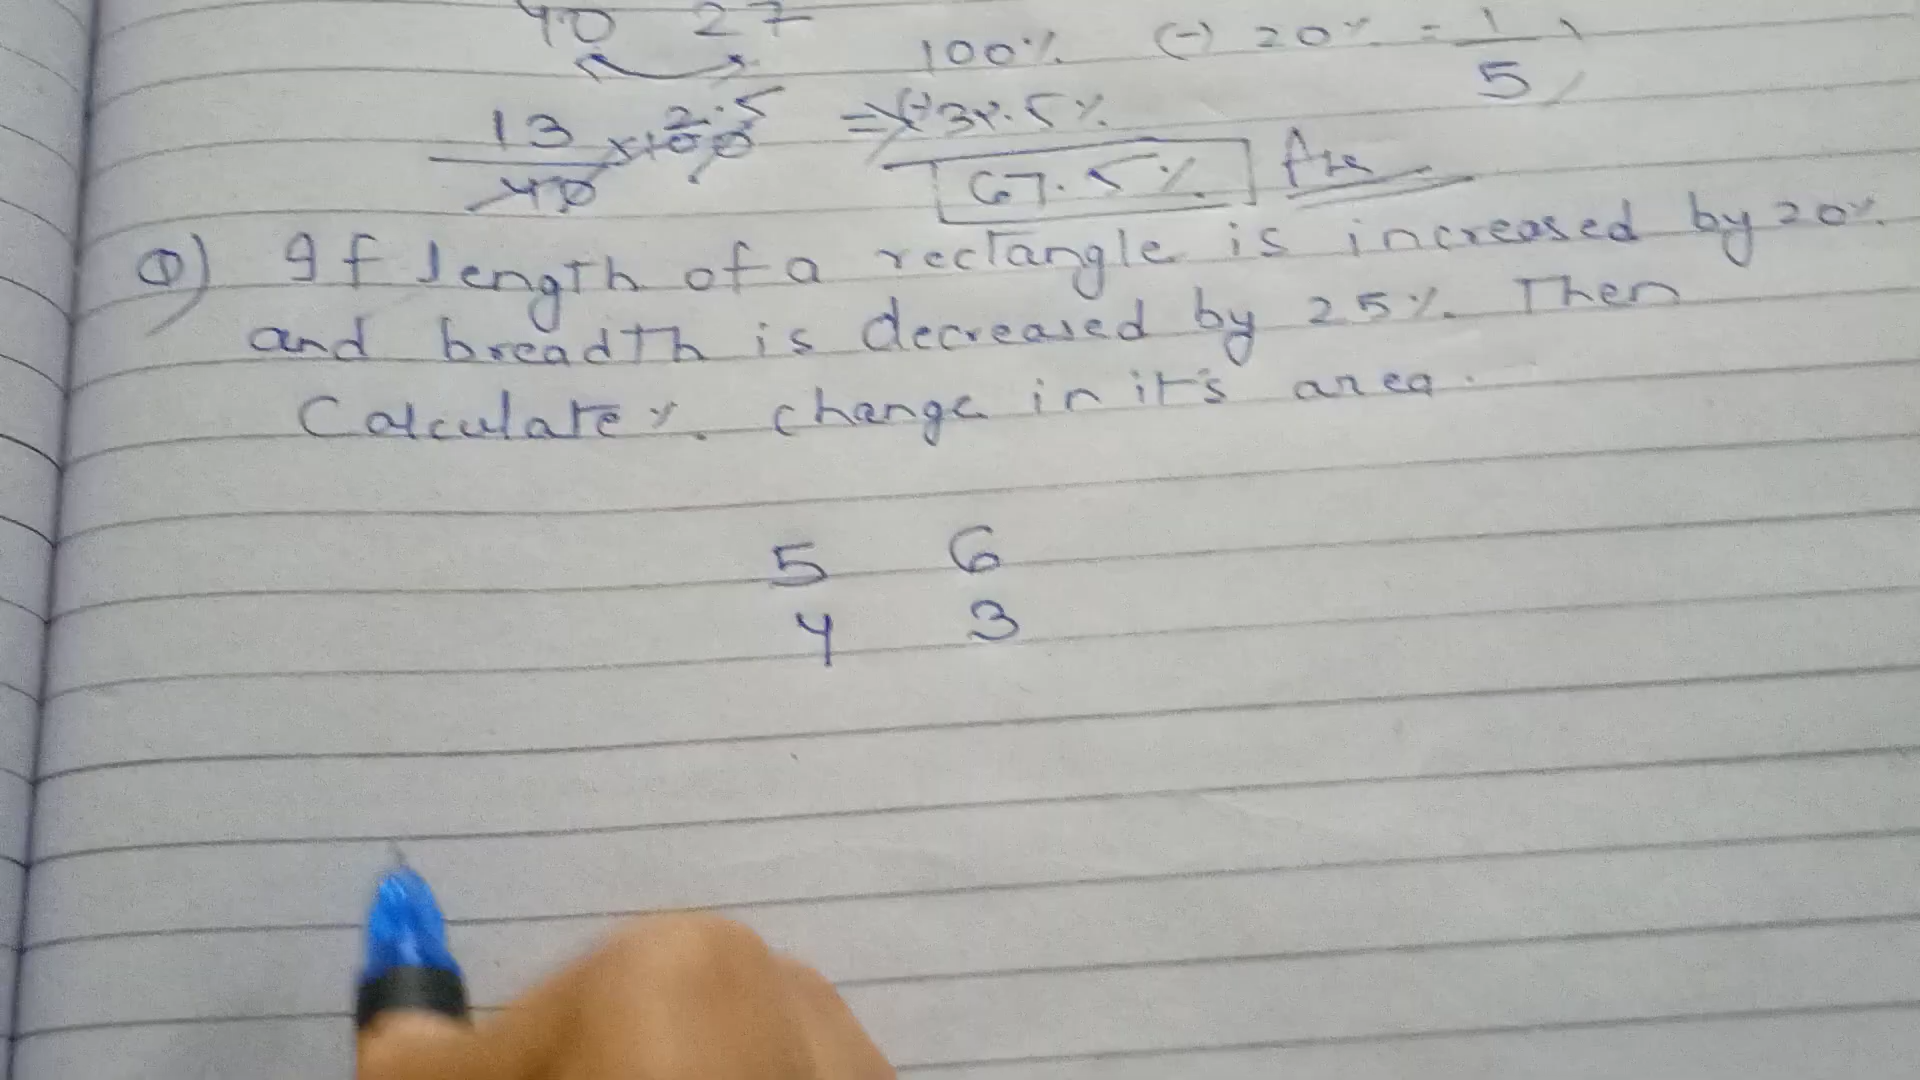 40 27
100% (-) 20% = 1/5
13/40 × 100 2.5 = (-) 32.5%
67.5% Ans
Q) If length of a rectangle is increased by 20%
and breadth is decreased by 25%. Then
Calculate %. change in it's area.
5 6
4 3